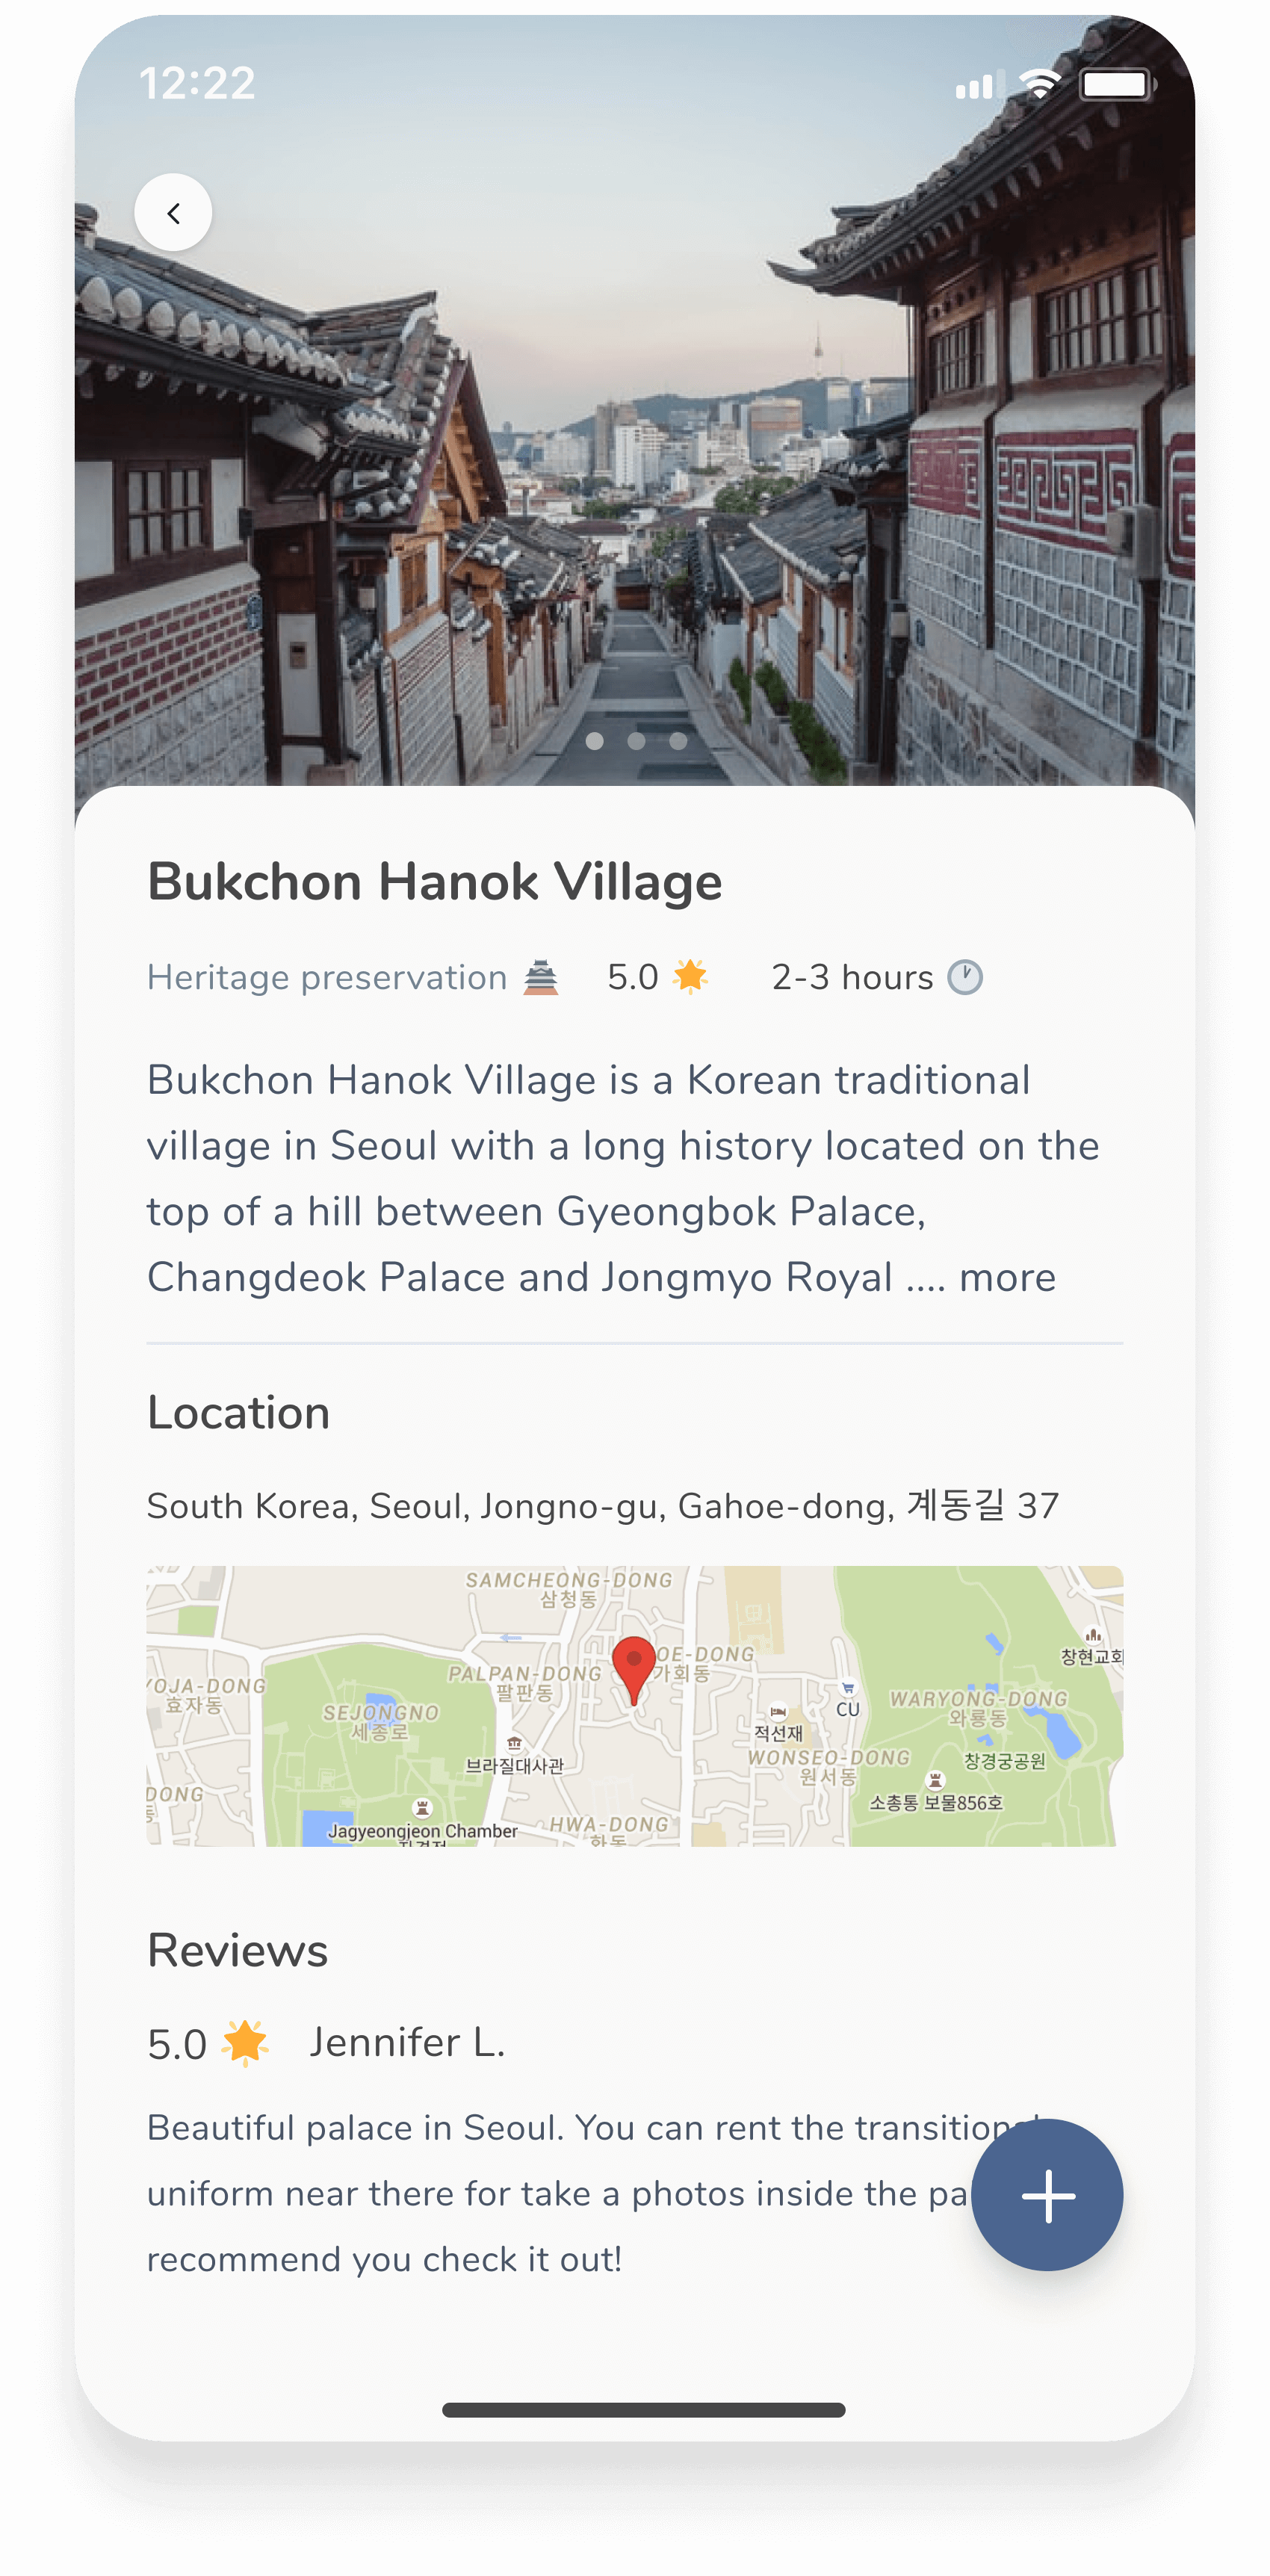 12:22
Bukchon Hanok Village
Heritage preservation 5.0 2-3 hours
Bukchon Hanok Village is a Korean traditional
village in Seoul with a long history located on the
top of a hill between Gyeongbok Palace,
Changdeok Palace and Jongmyo Royal .... more
Location
South Korea, Seoul, Jongno-gu, Gahoe-dong, 계동길 37
SAMCHEONG-DONG
삼청동
OE-DONG
가회동
창현교회
PALPAN-DONG
팔판동
YOJA-DONG
효자동
SEJONGNO
세종로
CU
WARYONG-DONG
와룡동
적선재
브라질대사관
WONSEO-DONG
원서동
창경궁공원
DONG
소총통 보물856호
Jagyeongjeon Chamber
HWA-DONG
Reviews
5.0 Jennifer L.
Beautiful palace in Seoul. You can rent the transitional
uniform near there for take a photos inside the pa
recommend you check it out!